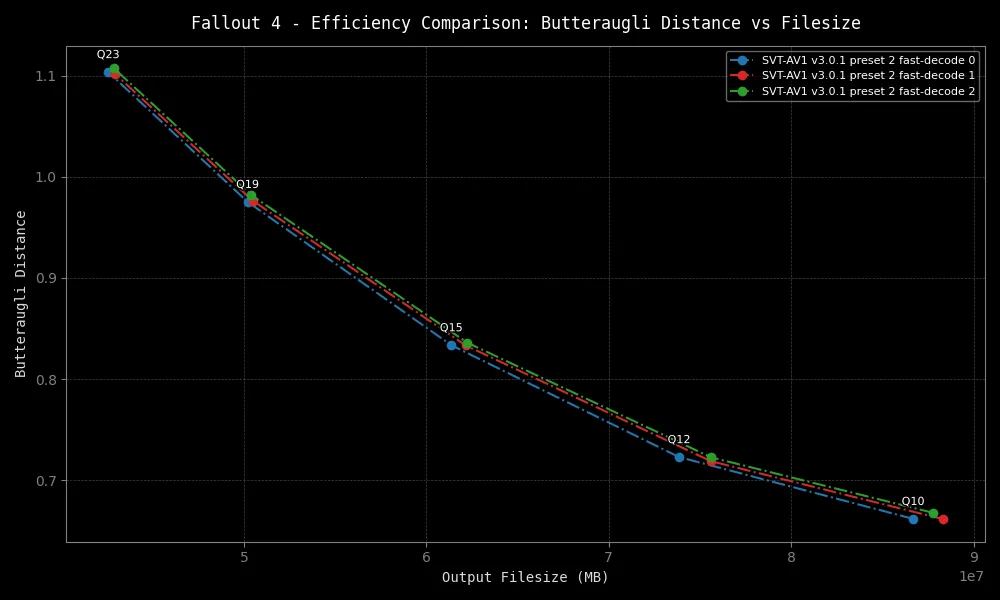 Fallout 4 - Efficiency Comparison: Butteraugli Distance vs Filesize
SVT-AV1 v3.0.1 preset 2 fast-decode 0
SVT-AV1 v3.0.1 preset 2 fast-decode 1
SVT-AV1 v3.0.1 preset 2 fast-decode 2
Q23
Q19
Q15
Q12
Q10
Butteraugli Distance
1.1
1.0
0.9
0.8
0.7
5
6
7
8
9
1e7
Output Filesize (MB)